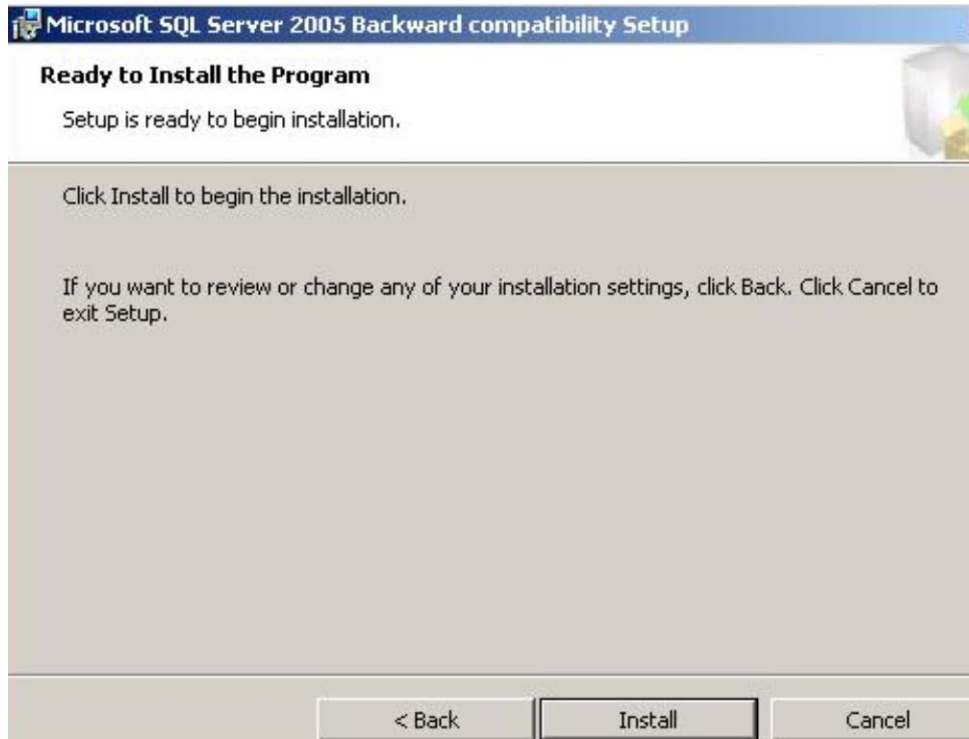 Microsoft SQL Server 2005 Backward compatibility Setup
Ready to Install the Program
Setup is ready to begin installation.
Click Install to begin the installation.
If you want to review or change any of your installation settings, click Back. Click Cancel to
exit Setup.
< Back
Install
Cancel